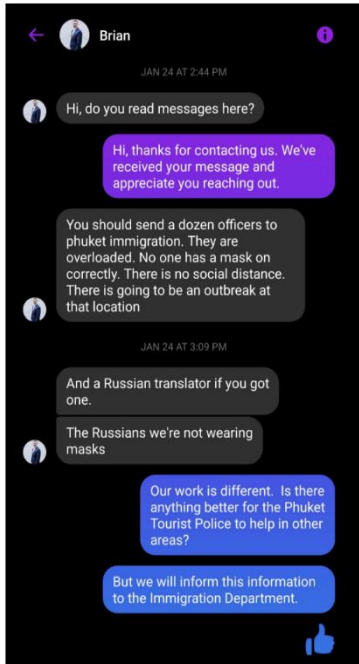 Brian
JAN 24 AT 2:44 PM
Hi, do you read messages here?
Hi, thanks for contacting us. We've
received your message and
appreciate you reaching out.
You should send a dozen officers to
phuket immigration. They are
overloaded. No one has a mask on
correctly. There is no social distance.
There is going to be an outbreak at
that location
JAN 24 AT 3:09 PM
And a Russian translator if you got
one.
The Russians we're not wearing
masks
Our work is different.  Is there
anything better for the Phuket
Tourist Police to help in other
areas?
But we will inform this information
to the Immigration Department.